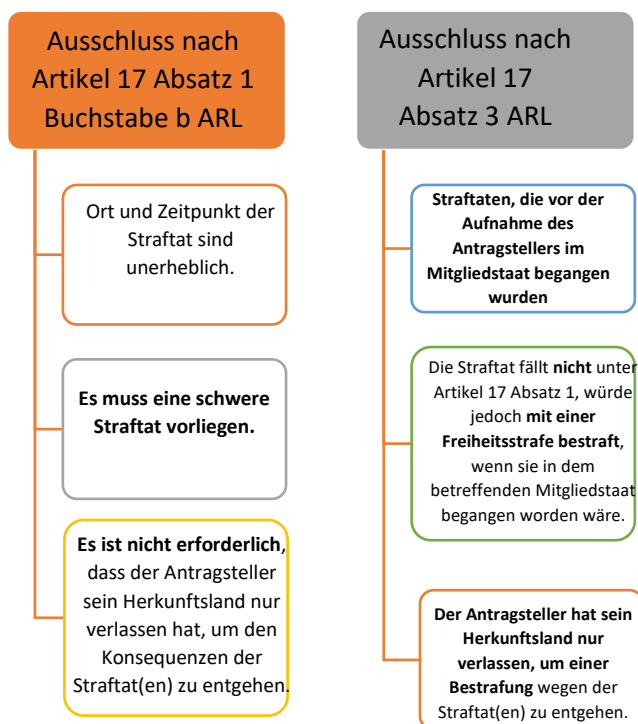 Ausschluss nach
Artikel 17 Absatz 1
Buchstabe b ARL
Ort und Zeitpunkt der
Straftat sind
unerheblich.
Es muss eine schwere
Straftat vorliegen.
Es ist nicht erforderlich,
dass der Antragsteller
sein Herkunftsland nur
verlassen hat, um den
Konsequenzen der
Straftat(en) zu entgehen.
Ausschluss nach
Artikel 17
Absatz 3 ARL
Straftaten, die vor der
Aufnahme des
Antragstellers im
Mitgliedstaat begangen
wurden
Die Straftat fällt nicht unter
Artikel 17 Absatz 1, würde
jedoch mit einer
Freiheitsstrafe bestraft,
wenn sie in dem
betreffenden Mitgliedstaat
begangen worden wäre.
Der Antragsteller hat sein
Herkunftsland nur
verlassen, um einer
Bestrafung wegen der
Straftat(en) zu entgehen.